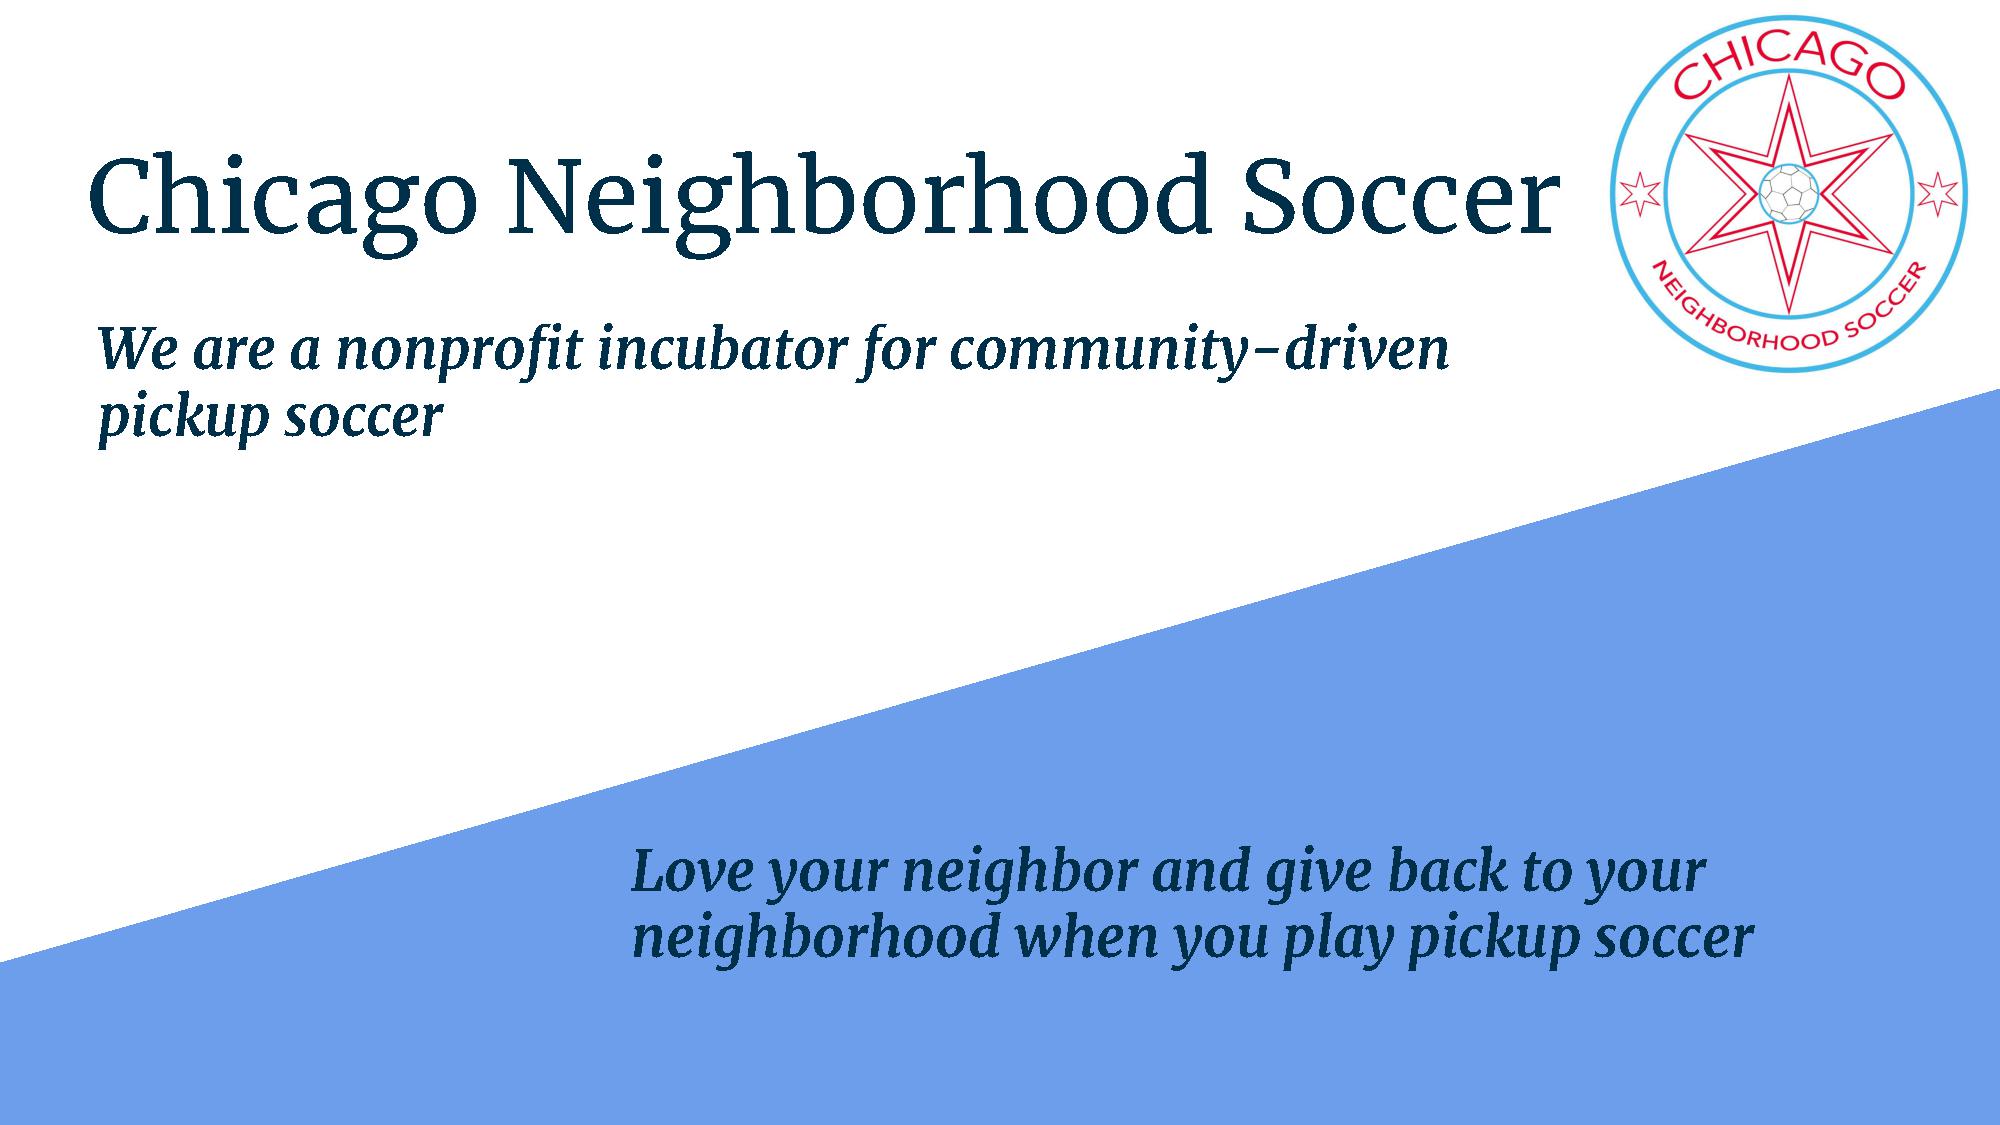 Chicago Neighborhood Soccer
CHICAGO
NEIGHBORHOOD SOCCER
We are a nonprofit incubator for community-driven
pickup soccer
Love your neighbor and give back to your
neighborhood when you play pickup soccer